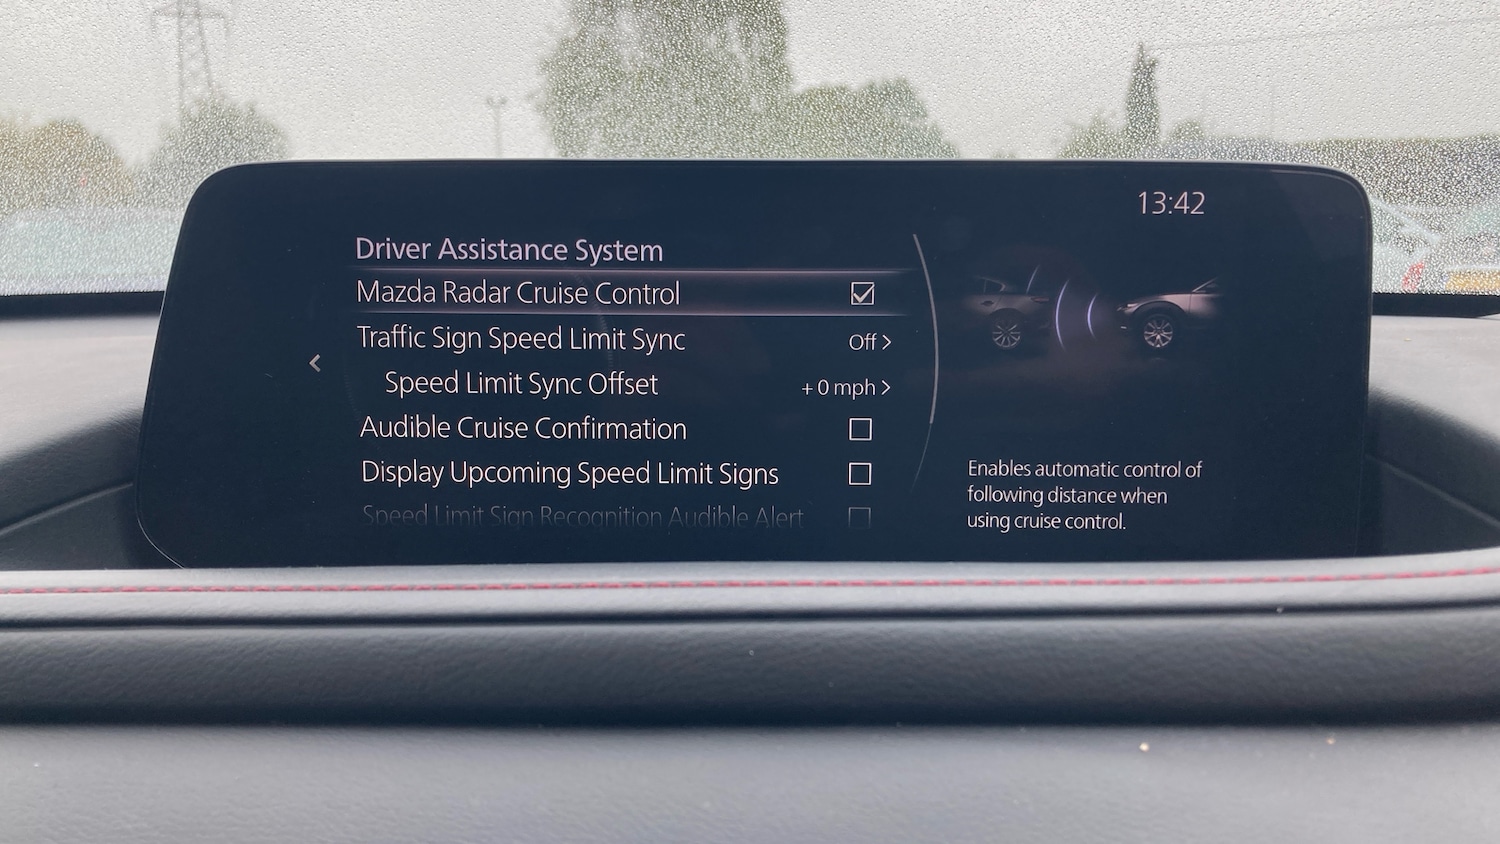 13:42
Driver Assistance System
Mazda Radar Cruise Control
Traffic Sign Speed Limit Sync Off >
Speed Limit Sync Offset + 0 mph >
Audible Cruise Confirmation
Display Upcoming Speed Limit Signs
Speed Limit Sign Recognition Audible Alert
Enables automatic control of
following distance when
using cruise control.